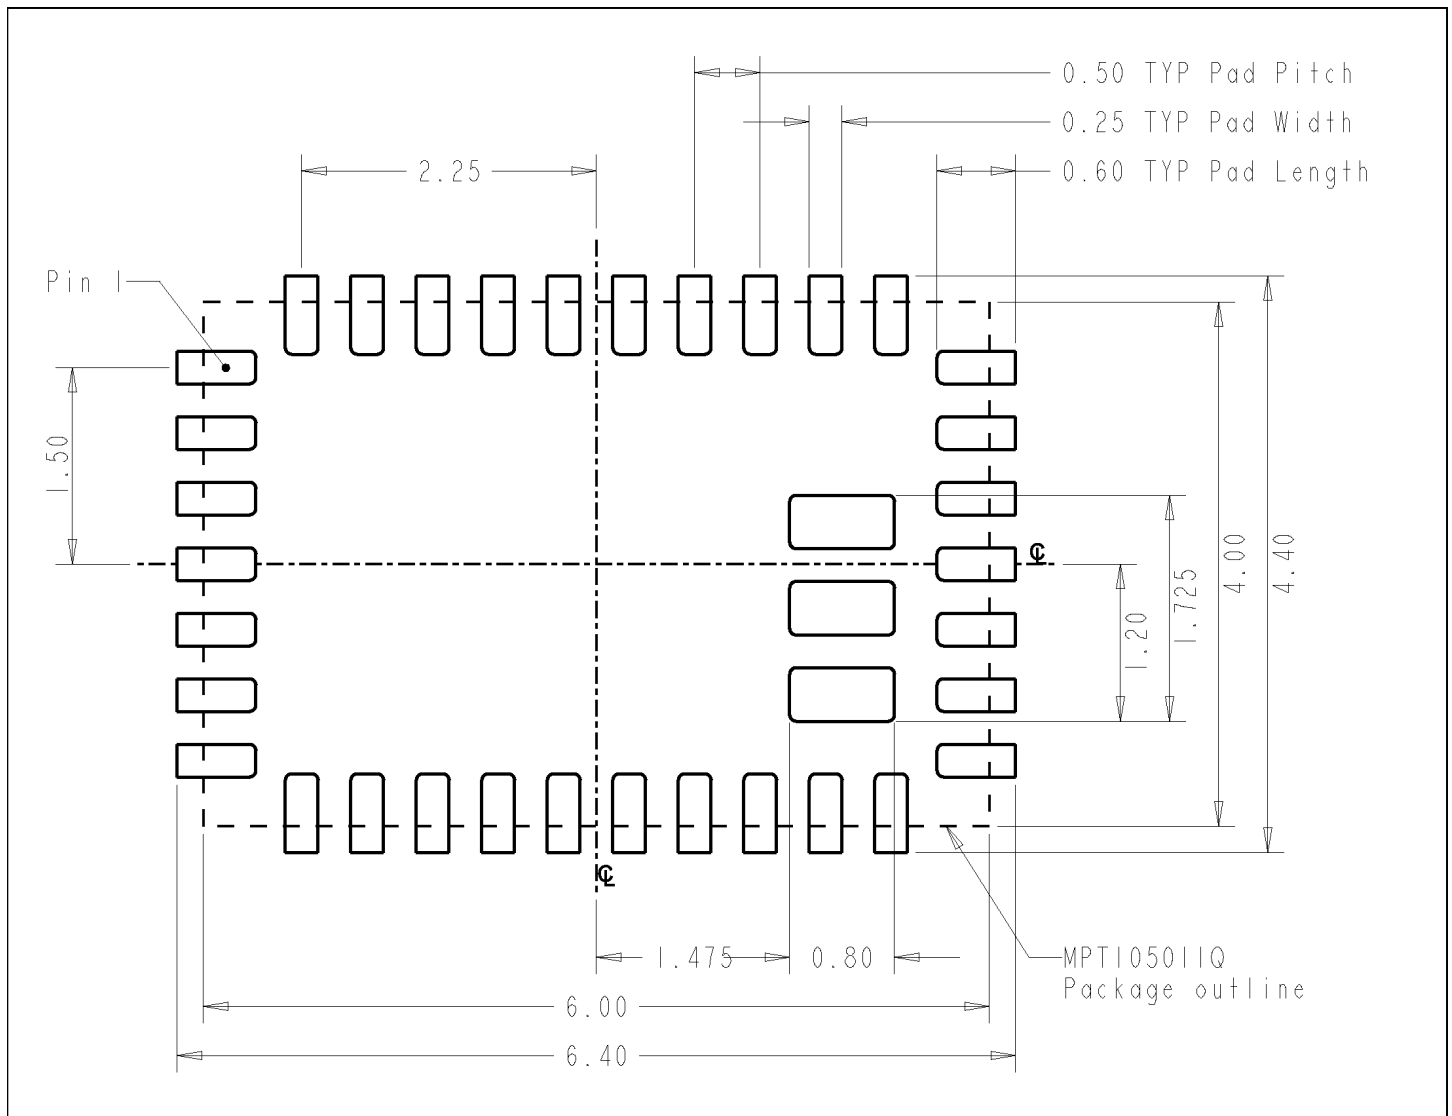 0.50 TYP Pad Pitch
0.25 TYP Pad Width
2.25
0.60 TYP Pad Length
Pin 1
1.50
℄
4.00
4.40
1.725
1.20
℄
1.475
0.80
MPT105011Q
Package outline
6.00
6.40